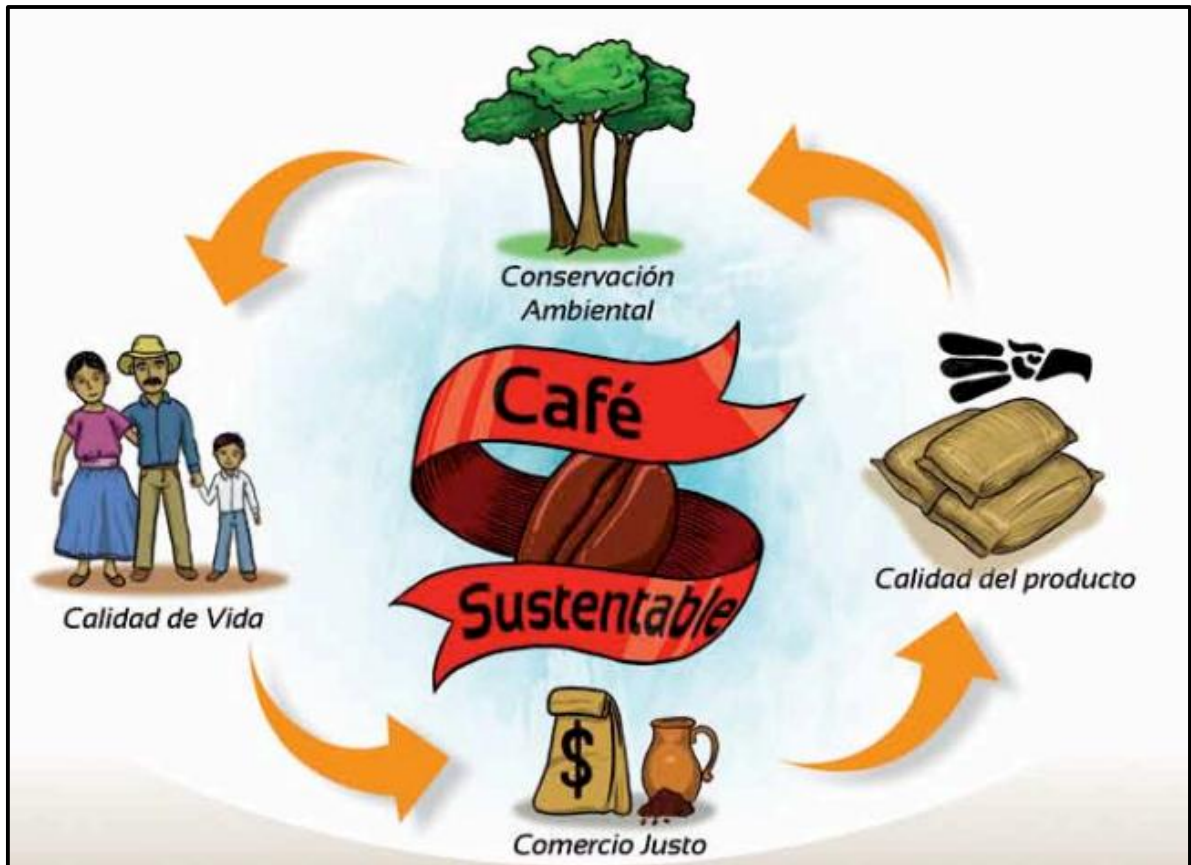 Conservación
Ambiental
Café
Sustentable
Calidad de Vida
Calidad del producto
$
Comercio Justo